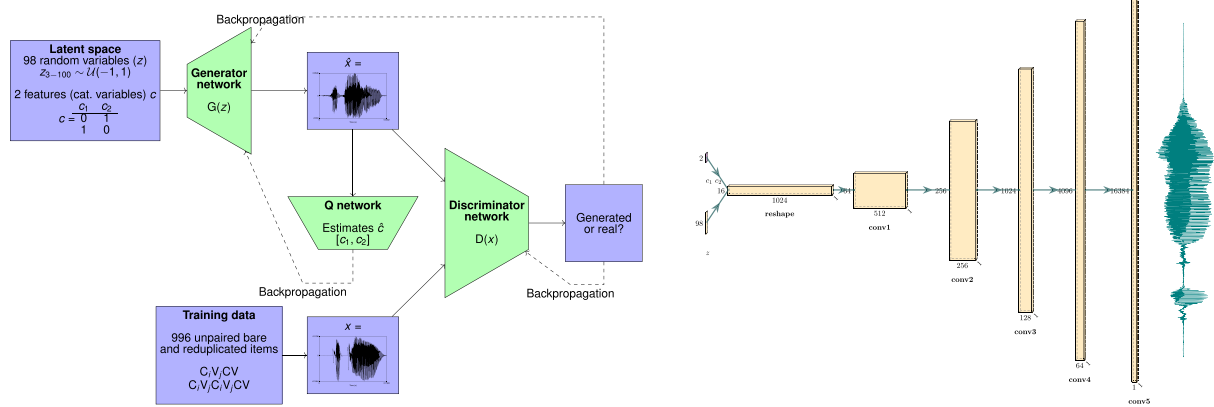 Backpropagation
Latent space
98 random variables (z)
z₃₋₁₀₀ ∼ 𝒰(−1, 1)
2 features (cat. variables) c
c₁ c₂
c = 0 1
1 0
Generator
network
G(z)
x̂ =
Q network
Estimates ĉ
[c₁, c₂]
Backpropagation
Discriminator
network
D(x)
Generated
or real?
Backpropagation
Training data
996 unpaired bare
and reduplicated items
CᵢVⱼCV
CᵢVⱼCᵢVⱼCV
x =
2
c₁ c₂
98
z
16
1024
reshape
64
512
conv1
256
256
conv2
1024
128
conv3
4096
64
conv4
16384
1
conv5